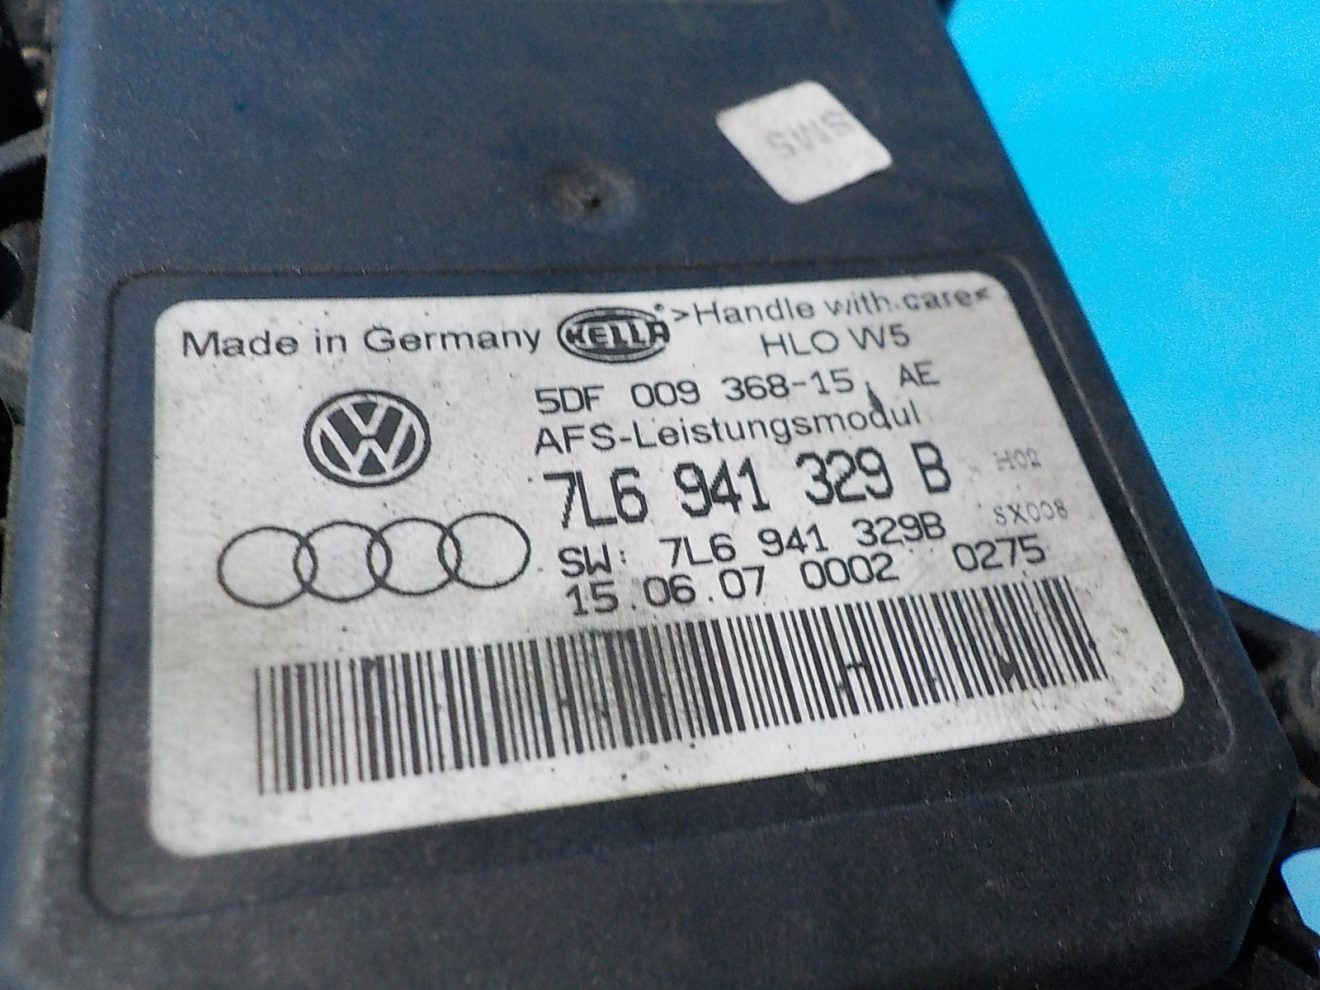 SMS
Made in Germany HELLA >Handle with care<
HLO W5
5DF 009 368-15 AE
AFS-Leistungsmodul
7L6 941 329 B H02
SW: 7L6 941 329B SX008
15.06.07 0002 0275